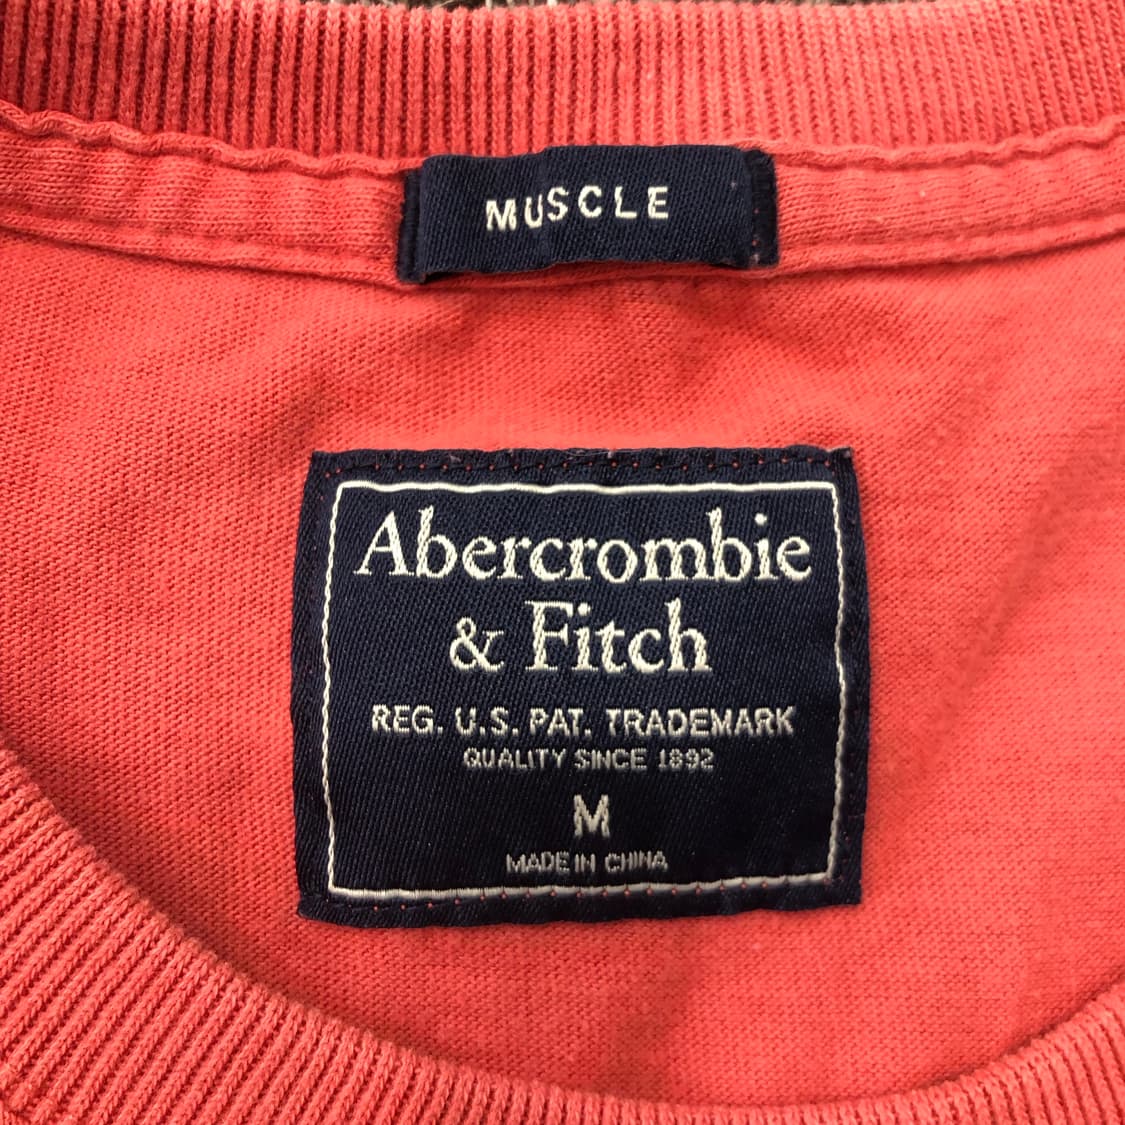 MUSCLE
Abercrombie
& Fitch
REG. U.S. PAT. TRADEMARK
QUALITY SINCE 1892
M
MADE IN CHINA